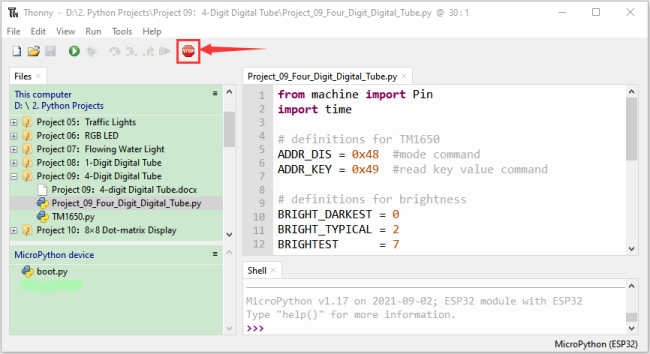 Thonny - D:\2. Python Projects\Project 09: 4-Digit Digital Tube\Project_09_Four_Digit_Digital_Tube.py @ 30 : 1
File Edit View Run Tools Help
STOP
Files
This computer
D: \ 2. Python Projects
Project 05: Traffic Lights
Project 06: RGB LED
Project 07: Flowing Water Light
Project 08: 1-Digit Digital Tube
Project 09: 4-Digit Digital Tube
Project 09: 4-digit Digital Tube.docx
Project_09_Four_Digit_Digital_Tube.py
TM1650.py
Project 10: 8×8 Dot-matrix Display
MicroPython device
boot.py
Project_09_Four_Digit_Digital_Tube.py
1 from machine import Pin
2 import time
3
4 # definitions for TM1650
5 ADDR_DIS = 0x48 #mode command
6 ADDR_KEY = 0x49 #read key value command
7
8 # definitions for brightness
9 BRIGHT_DARKEST = 0
10 BRIGHT_TYPICAL = 2
11 BRIGHTEST = 7
12
Shell
MicroPython v1.17 on 2021-09-02; ESP32 module with ESP32
Type "help()" for more information.
>>>
MicroPython (ESP32)